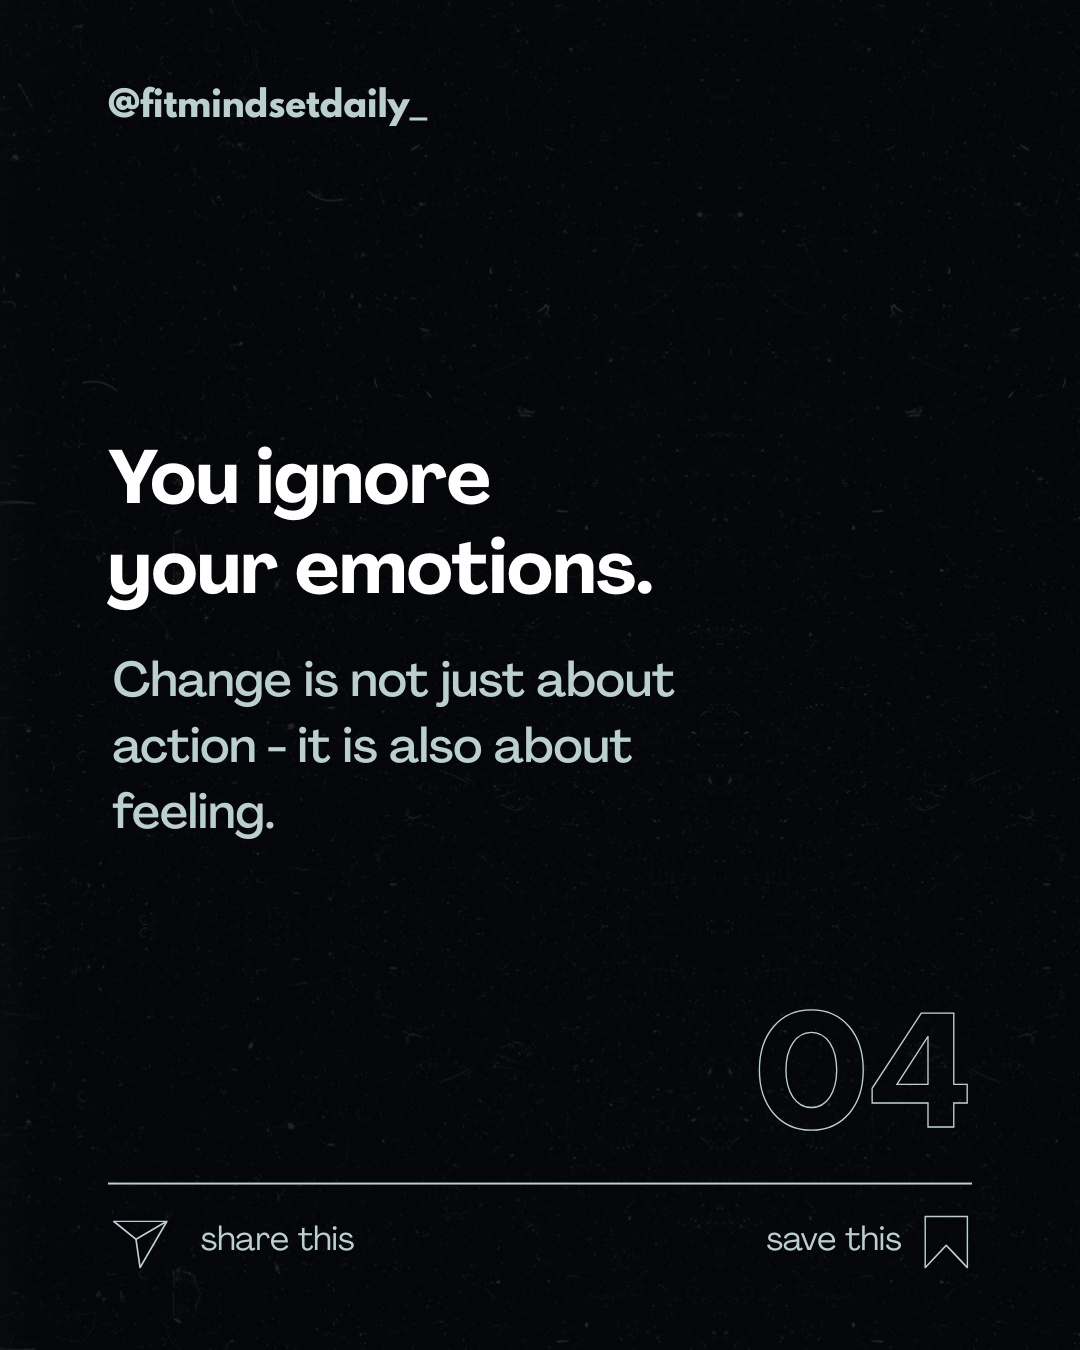 @fitmindsetdaily_
You ignore
your emotions.
Change is not just about
action - it is also about
feeling.
04
share this
save this